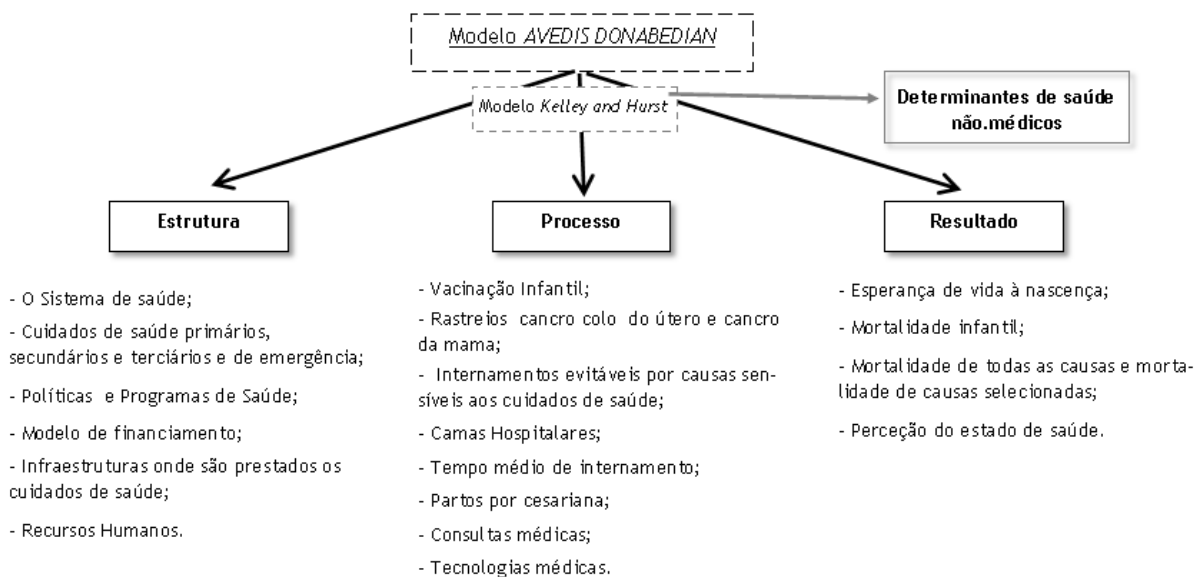 Modelo AVEDIS DONABEDIAN
Modelo Kelley and Hurst
Determinantes de saúde
não.médicos
Estrutura
- O Sistema de saúde;
- Cuidados de saúde primários,
secundários e terciários e de emergência;
- Políticas e Programas de Saúde;
- Modelo de financiamento;
- Infraestruturas onde são prestados os
cuidados de saúde;
- Recursos Humanos.
Processo
- Vacinação Infantil;
- Rastreios cancro colo do útero e cancro
da mama;
- Internamentos evitáveis por causas sen-
síveis aos cuidados de saúde;
- Camas Hospitalares;
- Tempo médio de internamento;
- Partos por cesariana;
- Consultas médicas;
- Tecnologias médicas.
Resultado
- Esperança de vida à nascença;
- Mortalidade infantil;
- Mortalidade de todas as causas e morta-
lidade de causas selecionadas;
- Perceção do estado de saúde.